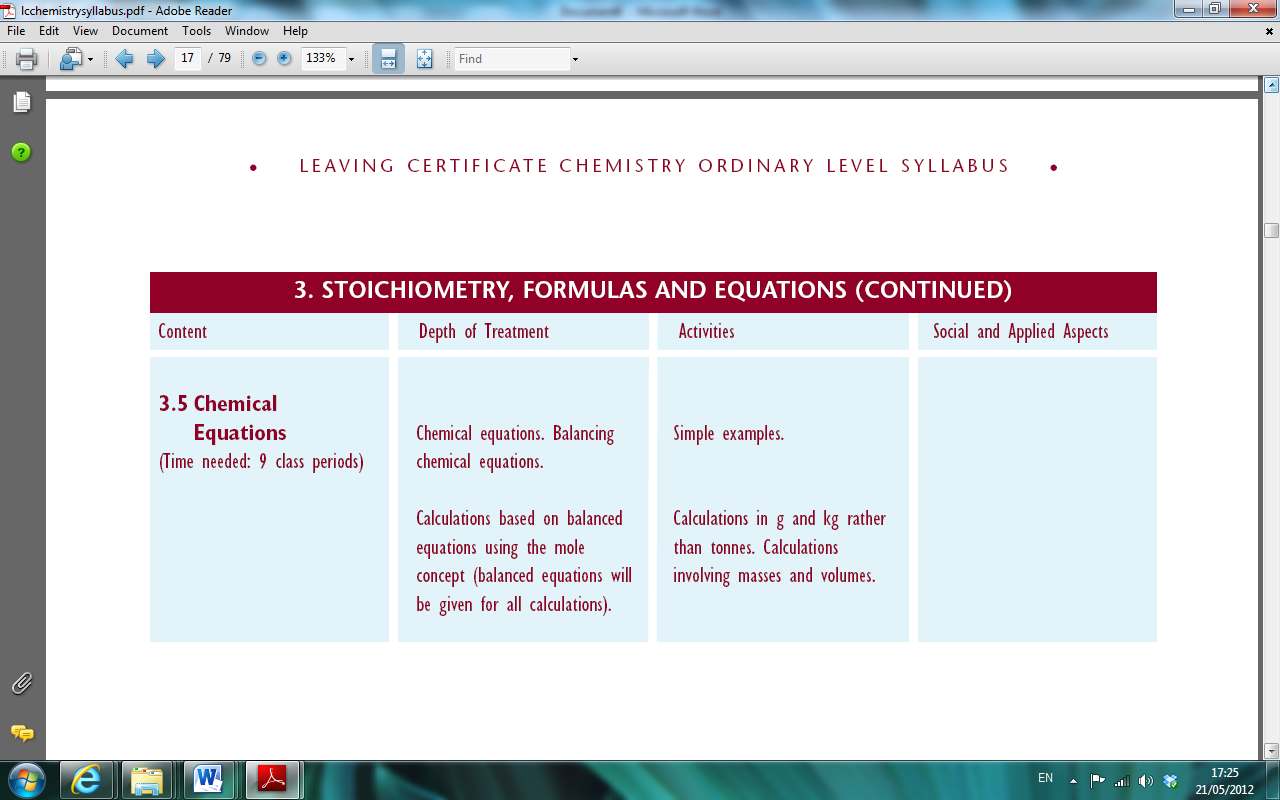 lcchemistrysyllabus.pdf - Adobe Reader
File Edit View Document Tools Window Help
17 / 79 133% Find
• LEAVING CERTIFICATE CHEMISTRY ORDINARY LEVEL SYLLABUS •
3. STOICHIOMETRY, FORMULAS AND EQUATIONS (CONTINUED)
Content Depth of Treatment Activities Social and Applied Aspects
3.5 Chemical
Equations
(Time needed: 9 class periods)
Chemical equations. Balancing
chemical equations.
Calculations based on balanced
equations using the mole
concept (balanced equations will
be given for all calculations).
Simple examples.
Calculations in g and kg rather
than tonnes. Calculations
involving masses and volumes.
EN
17:25
21/05/2012